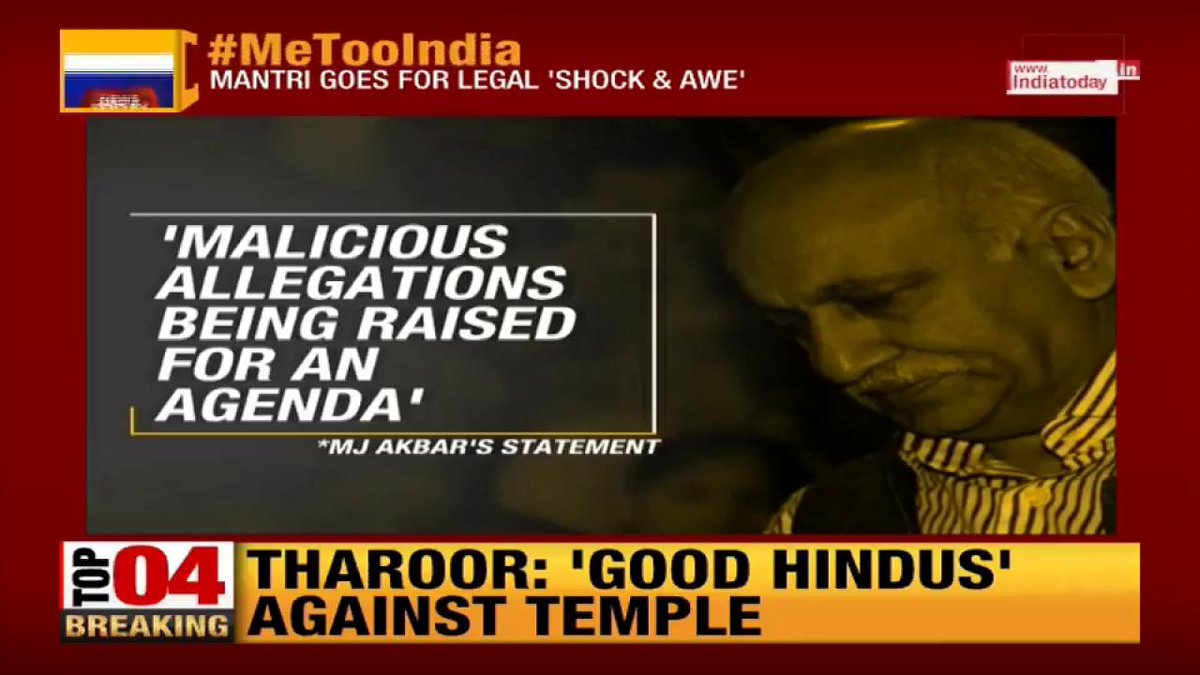 #MeTooIndia
MANTRI GOES FOR LEGAL 'SHOCK & AWE'
www.
Indiatoday
in
'MALICIOUS
ALLEGATIONS
BEING RAISED
FOR AN
AGENDA'
*MJ AKBAR'S STATEMENT
TOP 04
BREAKING
THAROOR: 'GOOD HINDUS'
AGAINST TEMPLE